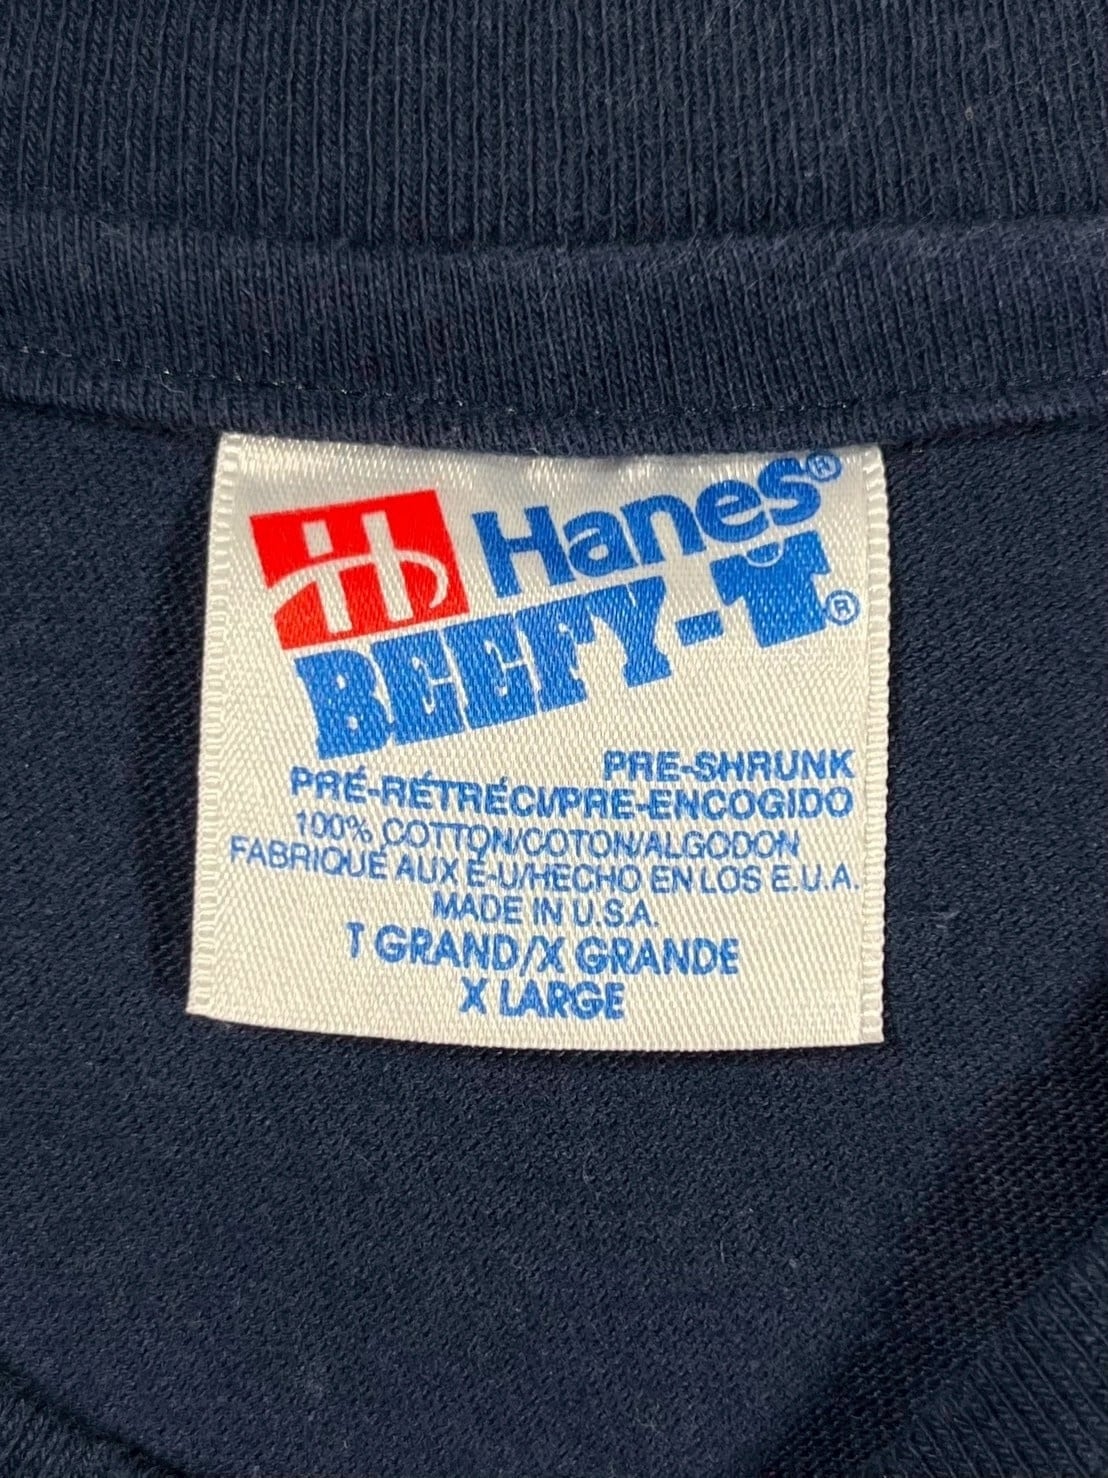 Hanes®
BEEFY-T®
PRE-SHRUNK
PRÉ-RÉTRÉCI/PRE-ENCOGIDO
100% COTTON/COTON/ALGODON
FABRIQUÉ AUX É-U/HECHO EN LOS E.U.A.
MADE IN U.S.A.
T GRAND/X GRANDE
X LARGE